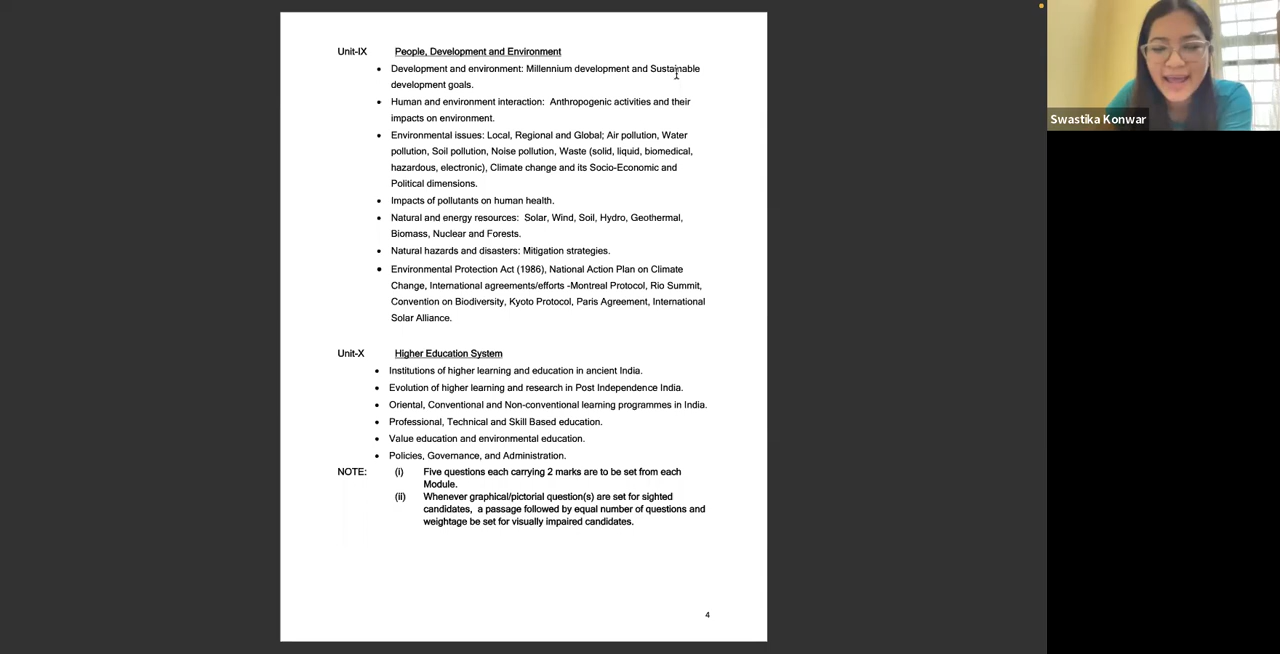 Unit-IX People, Development and Environment
• Development and environment: Millennium development and Sustainable
development goals.
• Human and environment interaction: Anthropogenic activities and their
impacts on environment.
• Environmental issues: Local, Regional and Global; Air pollution, Water
pollution, Soil pollution, Noise pollution, Waste (solid, liquid, biomedical,
hazardous, electronic), Climate change and its Socio-Economic and
Political dimensions.
• Impacts of pollutants on human health.
• Natural and energy resources: Solar, Wind, Soil, Hydro, Geothermal,
Biomass, Nuclear and Forests.
• Natural hazards and disasters: Mitigation strategies.
• Environmental Protection Act (1986), National Action Plan on Climate
Change, International agreements/efforts -Montreal Protocol, Rio Summit,
Convention on Biodiversity, Kyoto Protocol, Paris Agreement, International
Solar Alliance.
Unit-X Higher Education System
• Institutions of higher learning and education in ancient India.
• Evolution of higher learning and research in Post Independence India.
• Oriental, Conventional and Non-conventional learning programmes in India.
• Professional, Technical and Skill Based education.
• Value education and environmental education.
• Policies, Governance, and Administration.
NOTE: (i) Five questions each carrying 2 marks are to be set from each
Module.
(ii) Whenever graphical/pictorial question(s) are set for sighted
candidates, a passage followed by equal number of questions and
weightage be set for visually impaired candidates.
4
Swastika Konwar